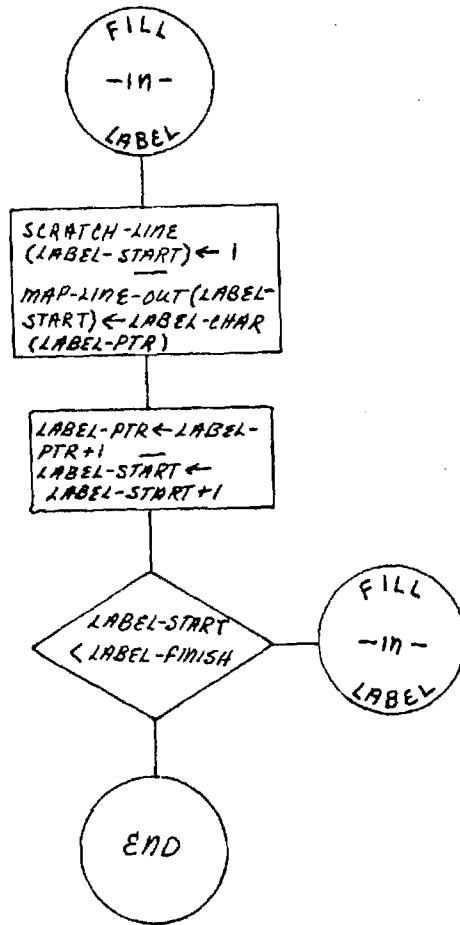 FILL
-IN-
LABEL
SCRATCH-LINE
(LABEL-START) ← 1
MAP-LINE-OUT (LABEL-
START) ← LABEL-CHAR
(LABEL-PTR)
LABEL-PTR ← LABEL-
PTR+1
LABEL-START ←
LABEL-START+1
LABEL-START
< LABEL-FINISH
FILL
-IN-
LABEL
END